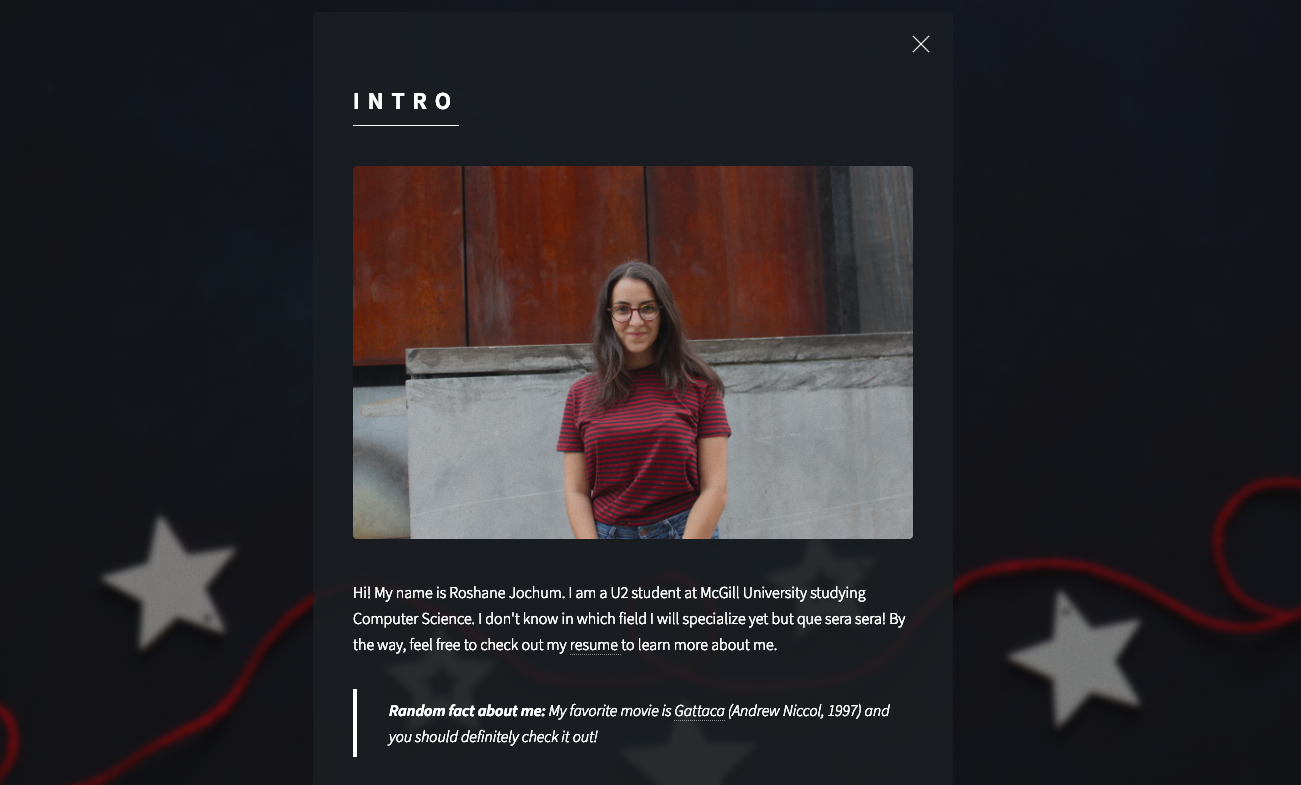 INTRO
Hi! My name is Roshane Jochum. I am a U2 student at McGill University studying
Computer Science. I don't know in which field I will specialize yet but que sera sera! By
the way, feel free to check out my resume to learn more about me.
Random fact about me: My favorite movie is Gattaca (Andrew Niccol, 1997) and
you should definitely check it out!